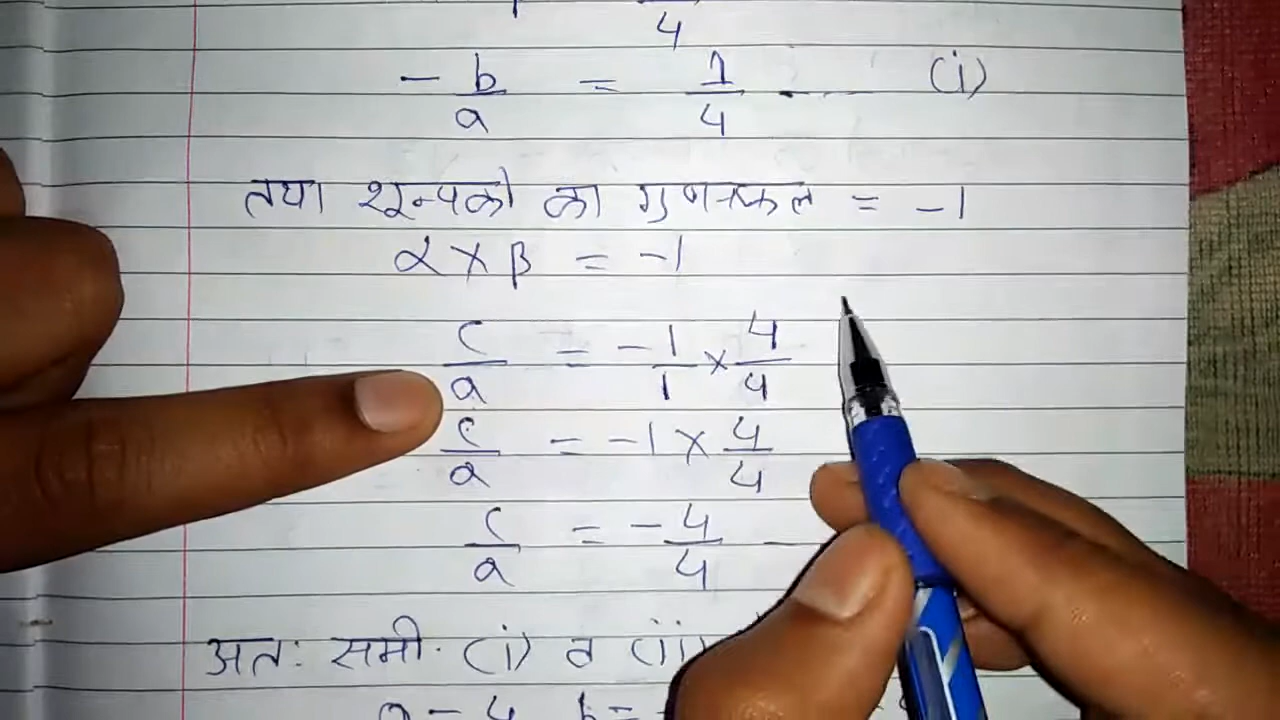 4
- b/a = 1/4 ---- (i)
तथा शून्यको का गुणनफल = -1
α × β = -1
c/a = -1/1 × 4/4
c/a = -1 × 4/4
c/a = -4/4 —
अतः समी. (i) व (ii)
a = 4, b =